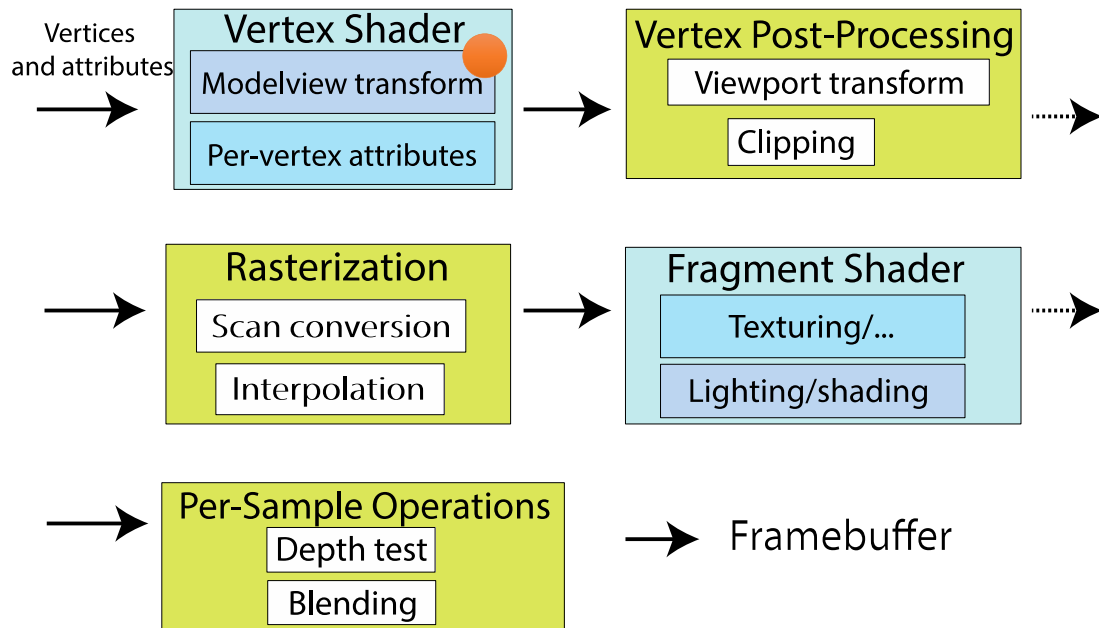 Vertices
and attributes
Vertex Shader
Modelview transform
Per-vertex attributes
Vertex Post-Processing
Viewport transform
Clipping
Rasterization
Scan conversion
Interpolation
Fragment Shader
Texturing/...
Lighting/shading
Per-Sample Operations
Depth test
Blending
Framebuffer